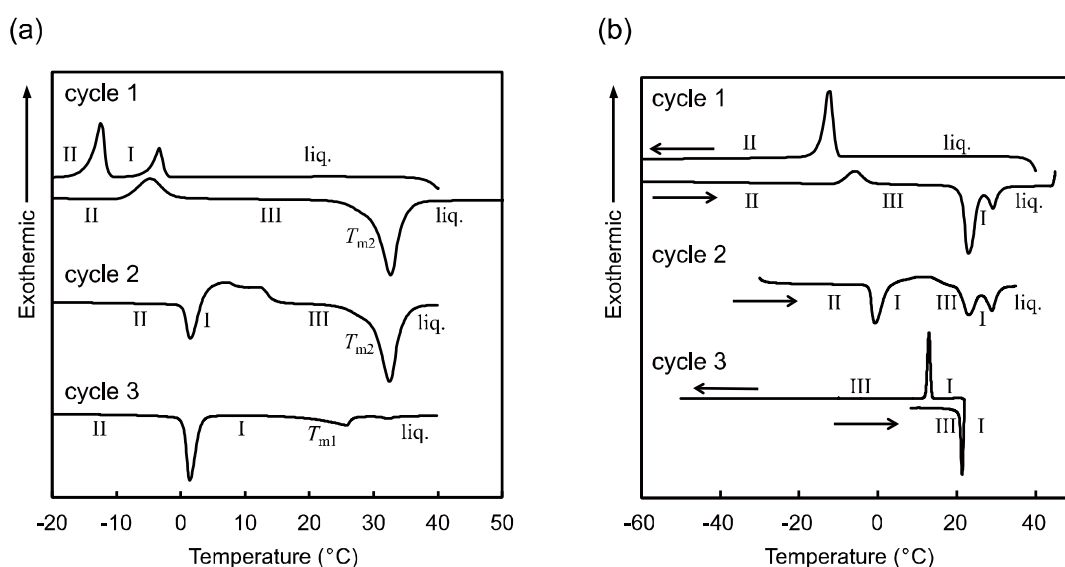 (a)
Exothermic
cycle 1
II I liq.
II III liq.
Tm2
cycle 2
II I III liq.
Tm2
cycle 3
II I liq.
Tm1
-20 -10 0 10 20 30 40 50
Temperature (°C)
(b)
Exothermic
cycle 1
II liq.
II III I liq.
cycle 2
II I III I liq.
cycle 3
III I
III I
-60 -40 -20 0 20 40
Temperature (°C)